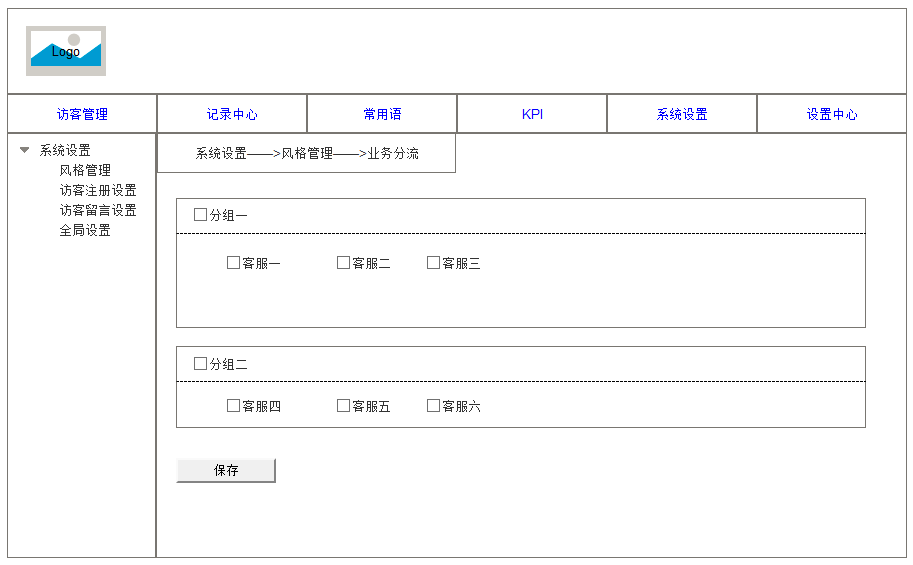 Logo
访客管理 记录中心 常用语 KPI 系统设置 设置中心
系统设置
风格管理
访客注册设置
访客留言设置
全局设置
系统设置——>风格管理——>业务分流
分组一
客服一 客服二 客服三
分组二
客服四 客服五 客服六
保存